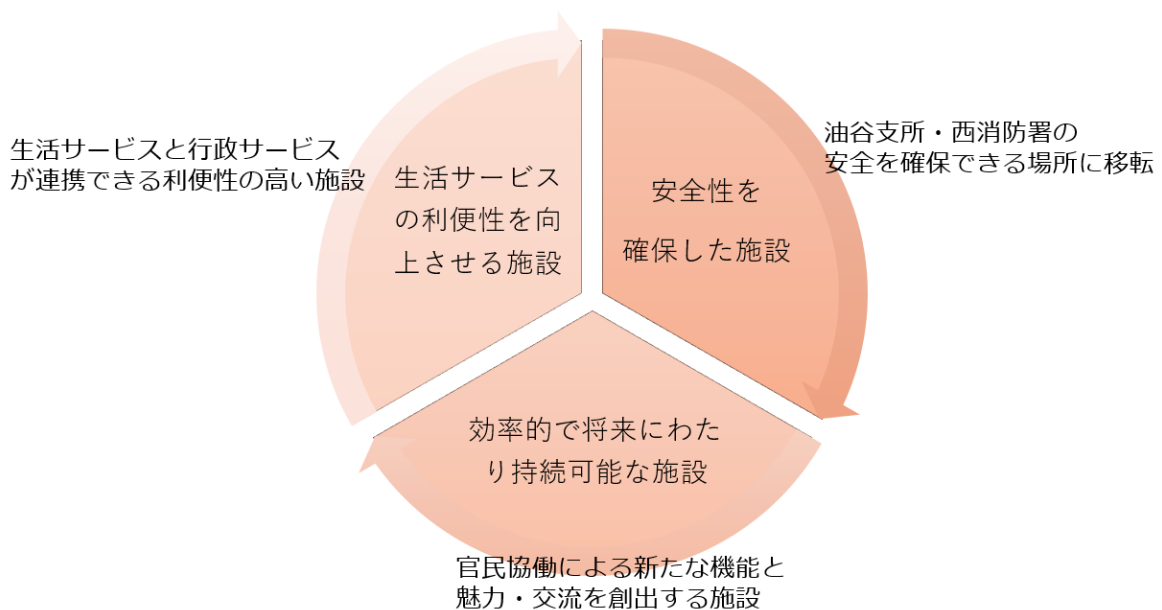 生活サービスと行政サービス
が連携できる利便性の高い施設
生活サービス
の利便性を向
上させる施設
安全性を
確保した施設
油谷支所・西消防署の
安全を確保できる場所に移転
効率的で将来にわた
り持続可能な施設
官民協働による新たな機能と
魅力・交流を創出する施設